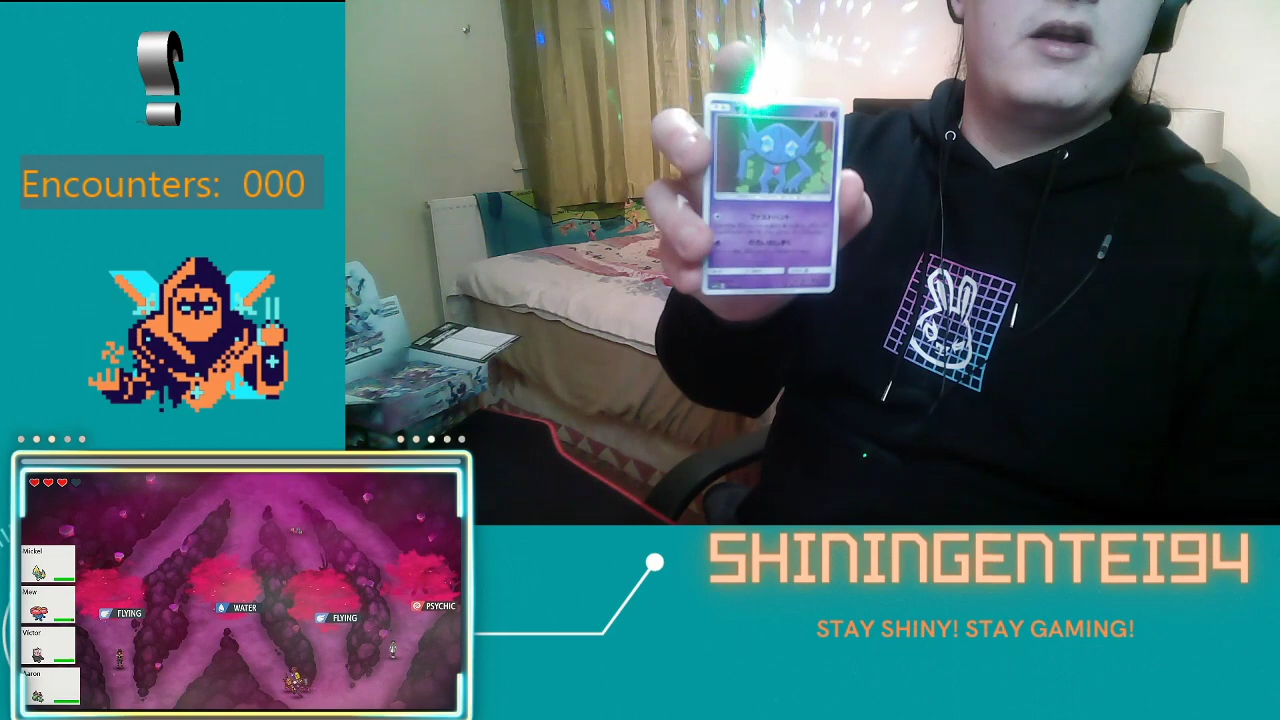 Encounters: 000
Mickel
Mew
Victor
Aaron
FLYING
WATER
FLYING
PSYCHIC
SHININGENTEI94
STAY SHINY! STAY GAMING!